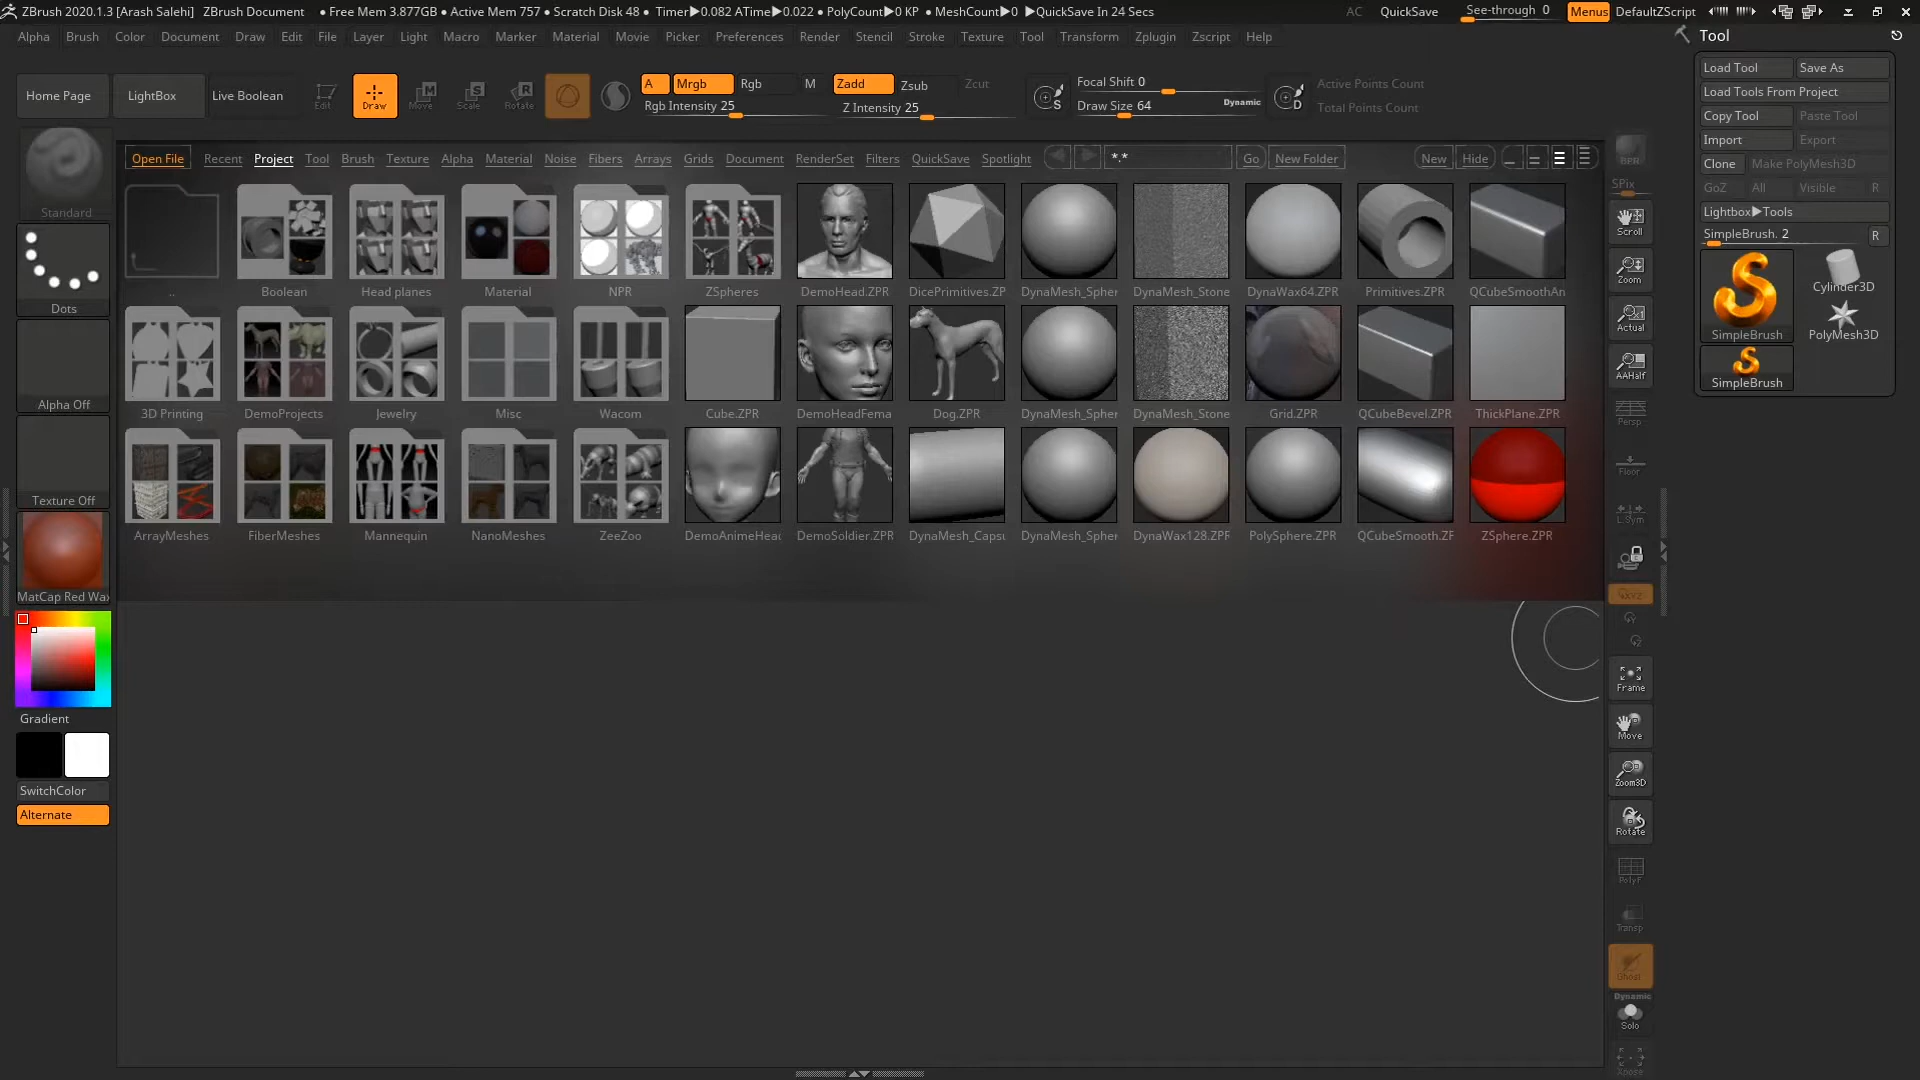 ZBrush 2020.1.3 [Arash Salehi] ZBrush Document • Free Mem 3.877GB • Active Mem 757 • Scratch Disk 48 • Timer▶0.082 ATime▶0.022 • PolyCount▶0 KP • MeshCount▶0 ▶QuickSave In 24 Secs AC QuickSave See-through 0 Menus DefaultZScript
Alpha Brush Color Document Draw Edit File Layer Light Macro Marker Material Movie Picker Preferences Render Stencil Stroke Texture Tool Transform Zplugin Zscript Help
Tool
Load Tool Save As
Load Tools From Project
Copy Tool Paste Tool
Import Export
Clone Make PolyMesh3D
GoZ All Visible R
Lightbox▶Tools
SimpleBrush. 2 R
SimpleBrush Cylinder3D
PolyMesh3D
SimpleBrush
Home Page LightBox Live Boolean Edit Draw Move Scale Rotate
A Mrgb Rgb M Zadd Zsub Zcut
Rgb Intensity 25 Z Intensity 25
Focal Shift 0
Draw Size 64 Dynamic
Active Points Count
Total Points Count
Open File Recent Project Tool Brush Texture Alpha Material Noise Fibers Arrays Grids Document RenderSet Filters QuickSave Spotlight *.* Go New Folder New Hide
.. Boolean Head planes Material NPR ZSpheres DemoHead.ZPR DicePrimitives.ZP DynaMesh_Spher DynaMesh_Stone DynaWax64.ZPR Primitives.ZPR QCubeSmoothAn
3D Printing DemoProjects Jewelry Misc Wacom Cube.ZPR DemoHeadFema Dog.ZPR DynaMesh_Spher DynaMesh_Stone Grid.ZPR QCubeBevel.ZPR ThickPlane.ZPR
ArrayMeshes FiberMeshes Mannequin NanoMeshes ZeeZoo DemoAnimeHead DemoSoldier.ZPR DynaMesh_Capsu DynaMesh_Spher DynaWax128.ZPR PolySphere.ZPR QCubeSmooth.ZF ZSphere.ZPR
Standard
Dots
Alpha Off
Texture Off
MatCap Red Wax
Gradient
SwitchColor
Alternate
BPR
SPix
Scroll
Zoom
Actual
AAHalf
Persp
Floor
L.Sym
Frame
Move
Zoom3D
Rotate
PolyF
Transp
Ghost
Dynamic
Solo
Xpose